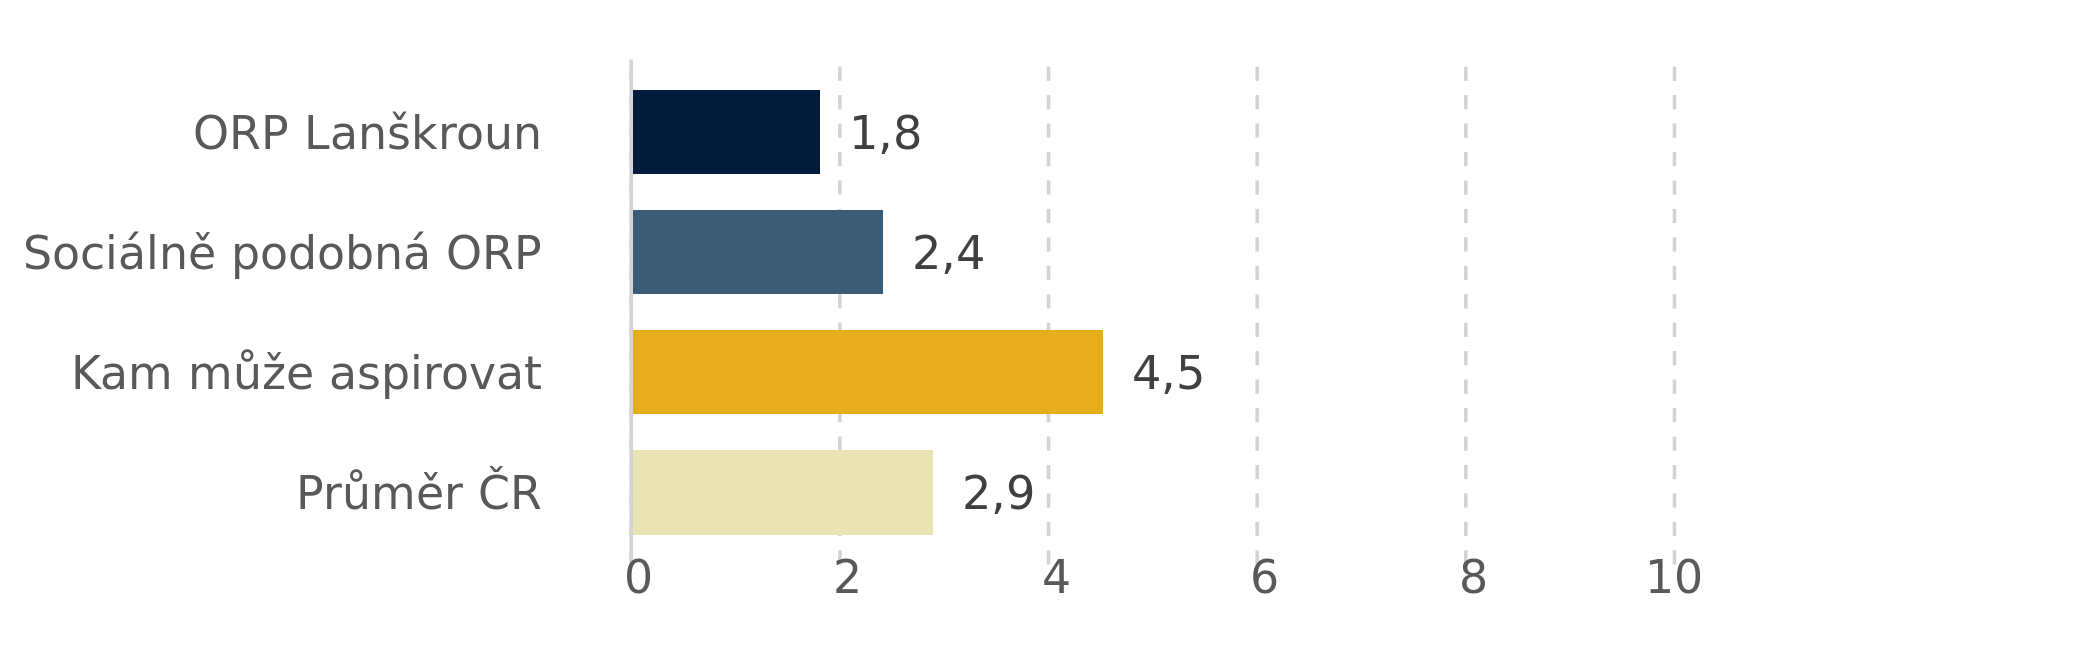 ORP Lanškroun 1,8
Sociálně podobná ORP 2,4
Kam může aspirovat 4,5
Průměr ČR 2,9
0 2 4 6 8 10